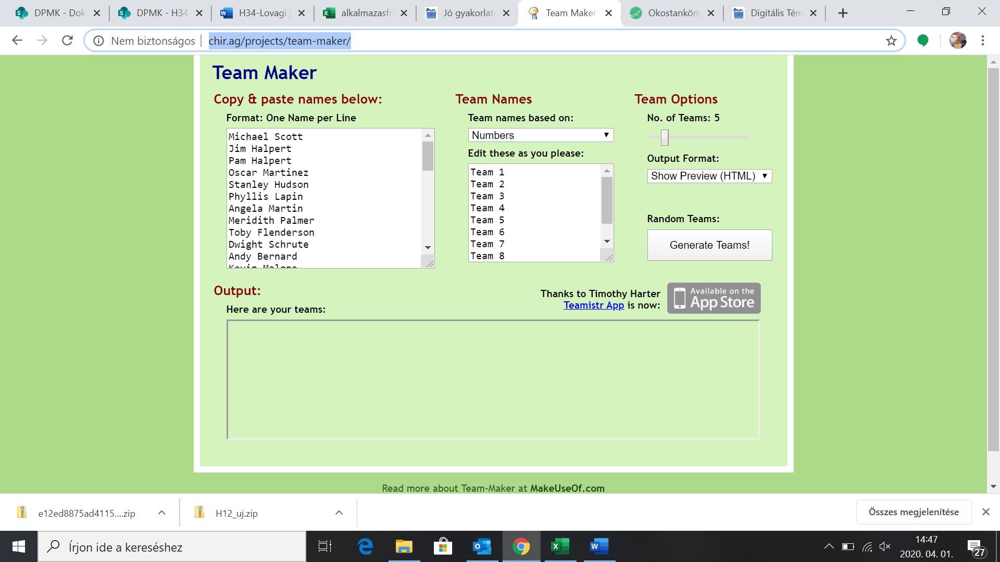 DPMK - Dok
DPMK - H34
H34-Lovagi j
alkalmazasfri
Jó gyakorlato
Team Maker
Okostanköny
Digitális Tém
Nem biztonságos
chir.ag/projects/team-maker/
Team Maker
Copy & paste names below:
Format: One Name per Line
Michael Scott
Jim Halpert
Pam Halpert
Oscar Martinez
Stanley Hudson
Phyllis Lapin
Angela Martin
Meridith Palmer
Toby Flenderson
Dwight Schrute
Andy Bernard
Kevin Malone
Team Names
Team names based on:
Numbers
Edit these as you please:
Team 1
Team 2
Team 3
Team 4
Team 5
Team 6
Team 7
Team 8
Team Options
No. of Teams: 5
Output Format:
Show Preview (HTML)
Random Teams:
Generate Teams!
Output:
Here are your teams:
Thanks to Timothy Harter
Teamistr App is now:
Available on the
App Store
Read more about Team-Maker at MakeUseOf.com
e12ed8875ad4115....zip
H12_uj.zip
Összes megjelenítése
Írjon ide a kereséshez
14:47
2020. 04. 01.
27